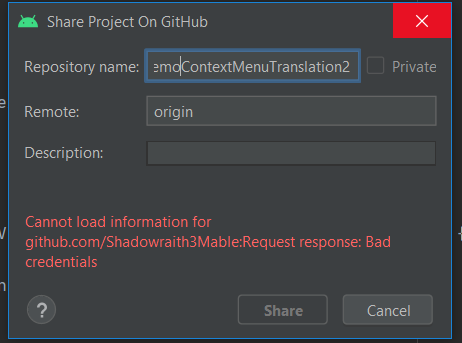 Share Project On GitHub
Repository name: emoContextMenuTranslation2 Private
Remote: origin
Description:
Cannot load information for
github.com/Shadowraith3Mable:Request response: Bad
credentials
? Share Cancel